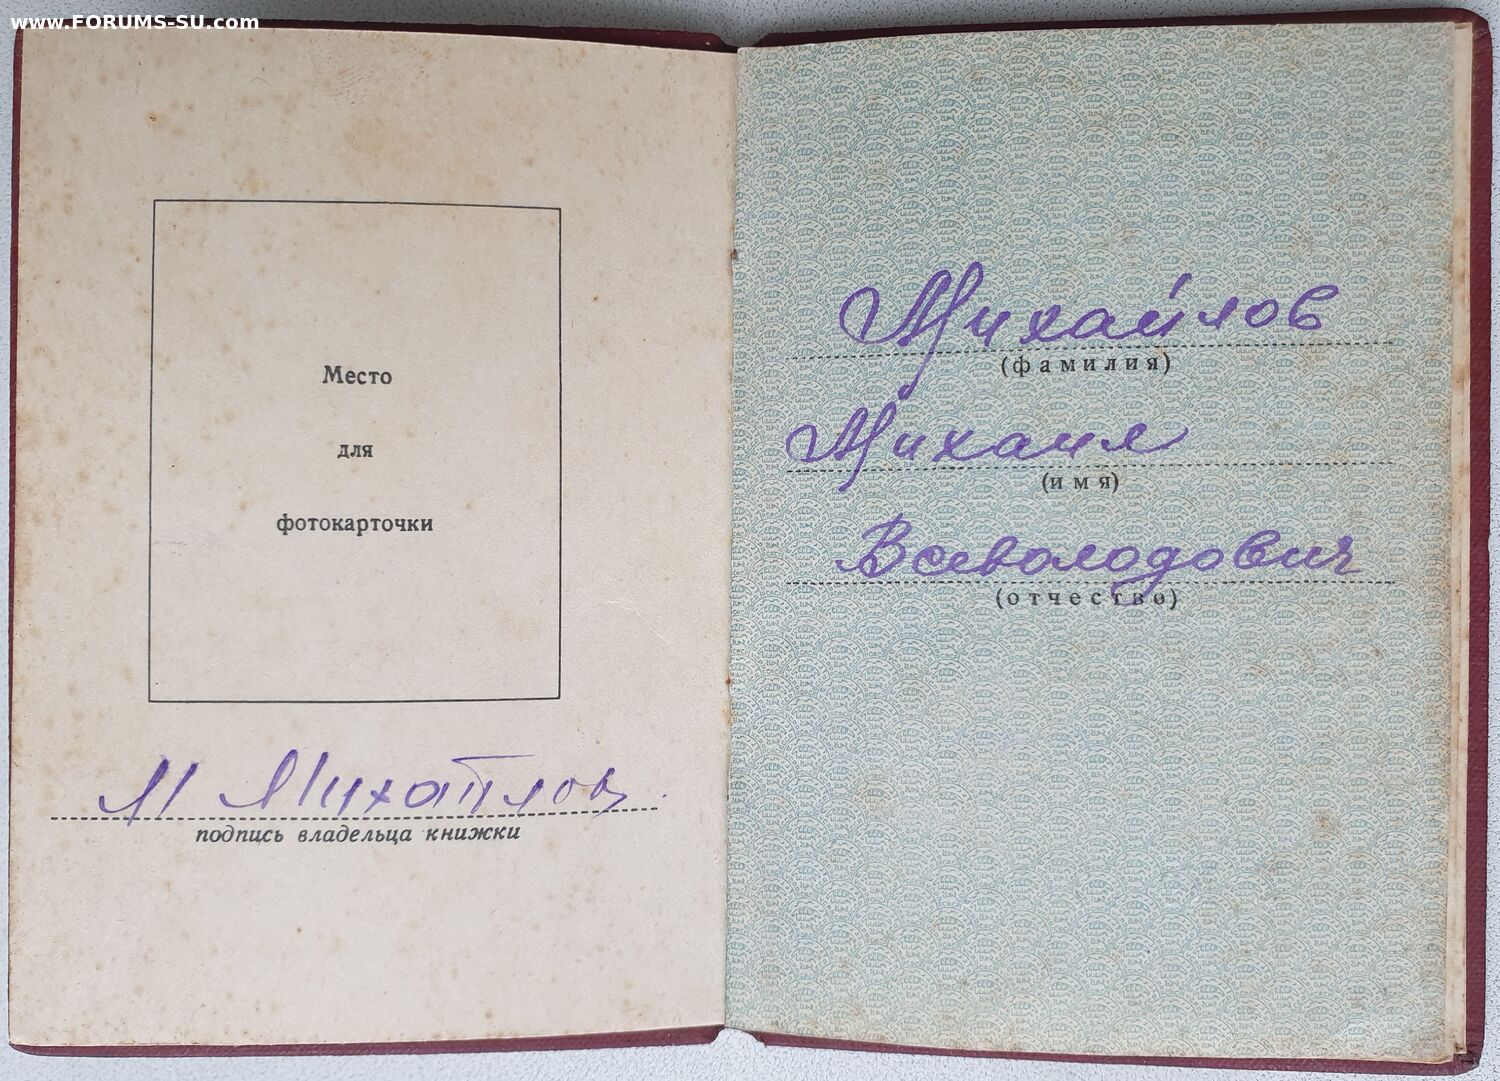 www.FORUMS-SU.com
Место
для
фотокарточки
М Михайлов
подпись владельца книжки
Михайлов
(фамилия)
Михаил
(имя)
Всеволодович
(отчество)